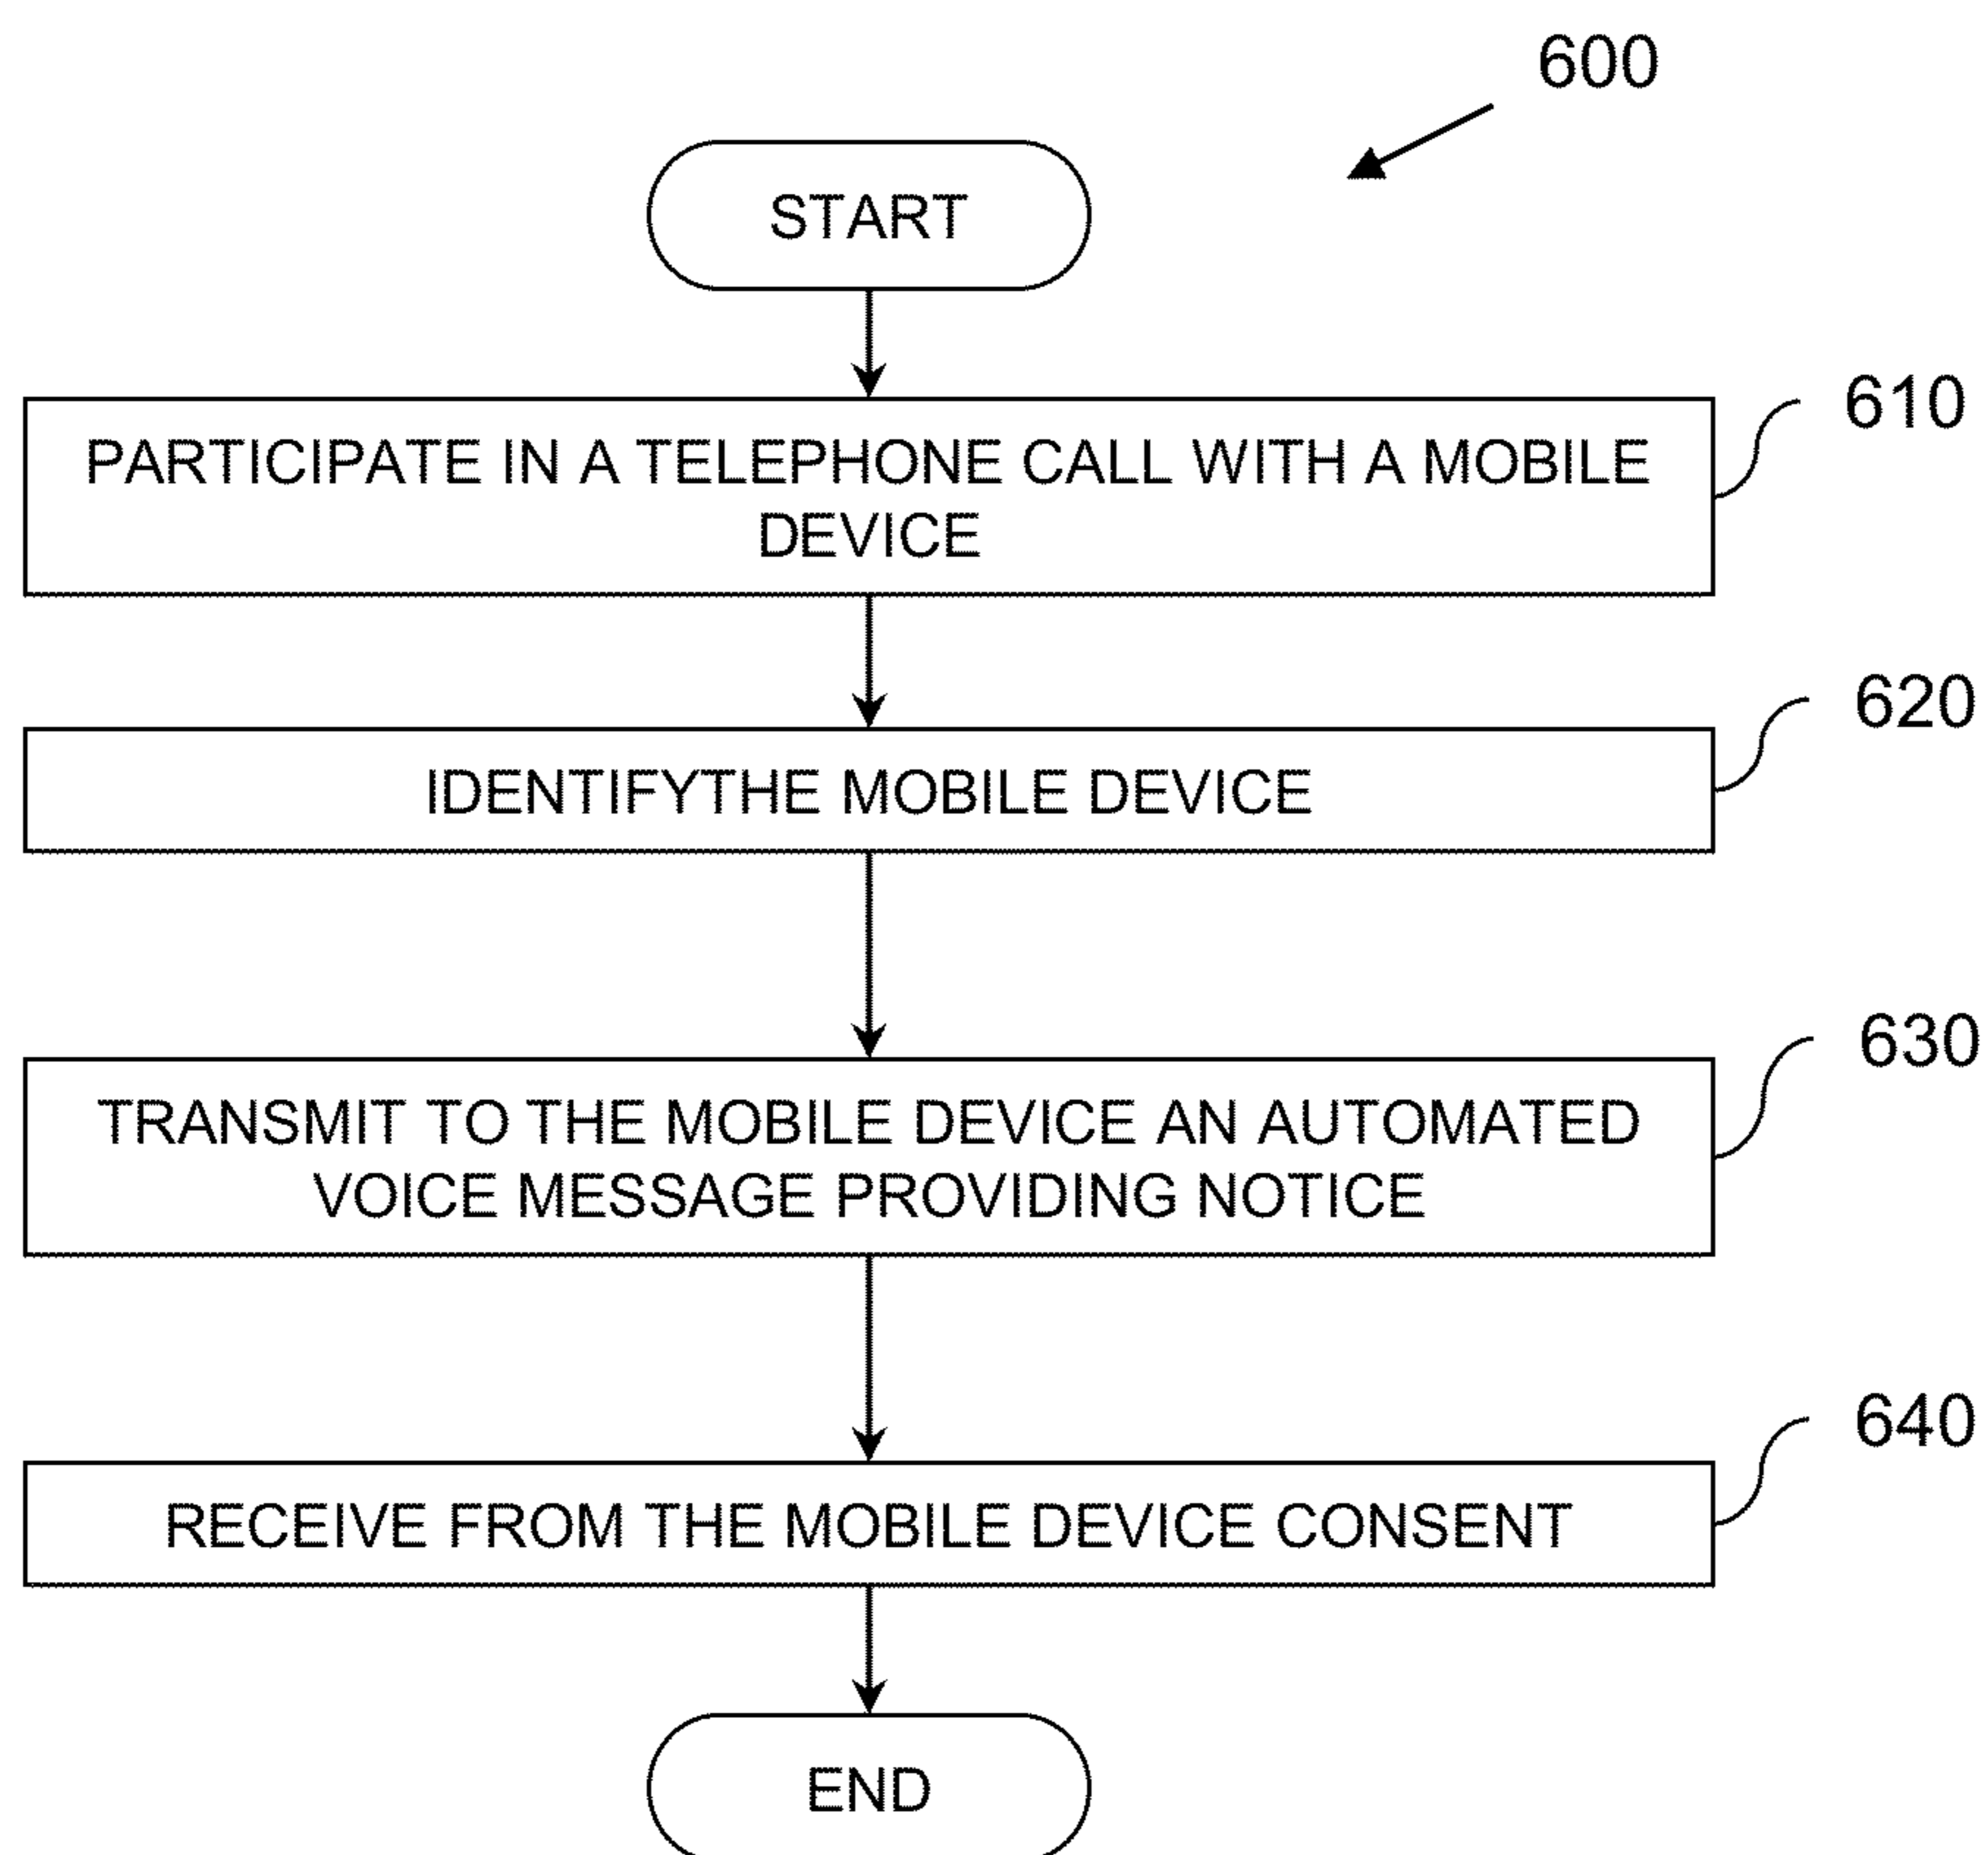 600
START
610
PARTICIPATE IN A TELEPHONE CALL WITH A MOBILE
DEVICE
620
IDENTIFYTHE MOBILE DEVICE
630
TRANSMIT TO THE MOBILE DEVICE AN AUTOMATED
VOICE MESSAGE PROVIDING NOTICE
640
RECEIVE FROM THE MOBILE DEVICE CONSENT
END